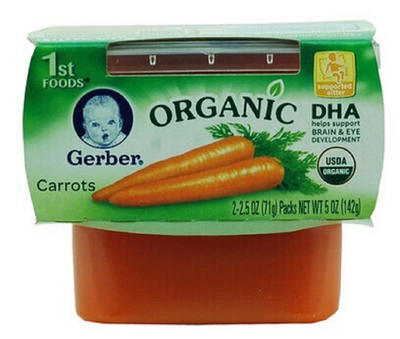 1st
FOODS®
supported
sitter
ORGANIC
DHA
helps support
BRAIN & EYE
DEVELOPMENT
Gerber®
USDA
ORGANIC
Carrots
2-2.5 OZ (71g) Packs NET WT 5 OZ (142g)